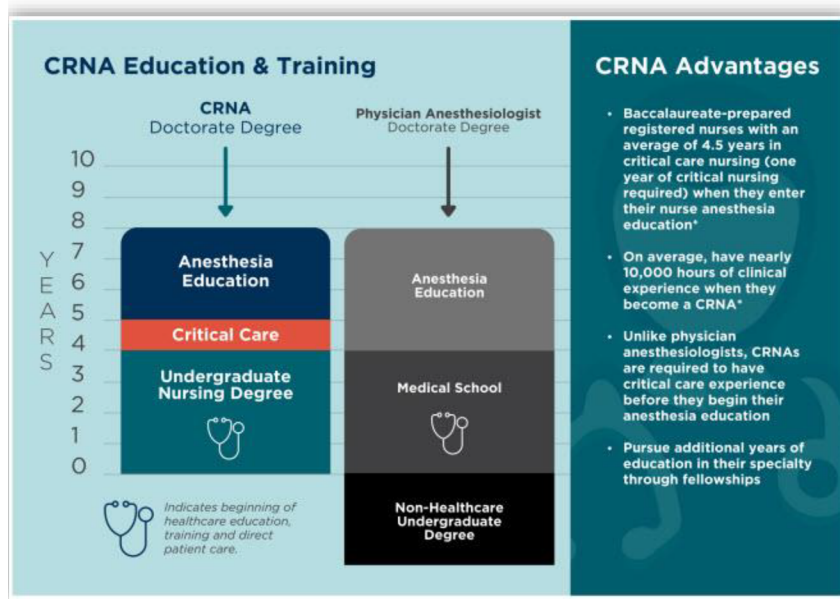 CRNA Education & Training
CRNA
Doctorate Degree
Physician Anesthesiologist
Doctorate Degree
10
9
8
7
6
5
4
3
2
1
0
YEARS
Anesthesia
Education
Critical Care
Undergraduate
Nursing Degree
Anesthesia
Education
Medical School
Non-Healthcare
Undergraduate
Degree
Indicates beginning of
healthcare education,
training and direct
patient care.
CRNA Advantages
• Baccalaureate-prepared
registered nurses with an
average of 4.5 years in
critical care nursing (one
year of critical nursing
required) when they enter
their nurse anesthesia
education*
• On average, have nearly
10,000 hours of clinical
experience when they
become a CRNA*
• Unlike physician
anesthesiologists, CRNAs
are required to have
critical care experience
before they begin their
anesthesia education
• Pursue additional years of
education in their specialty
through fellowships